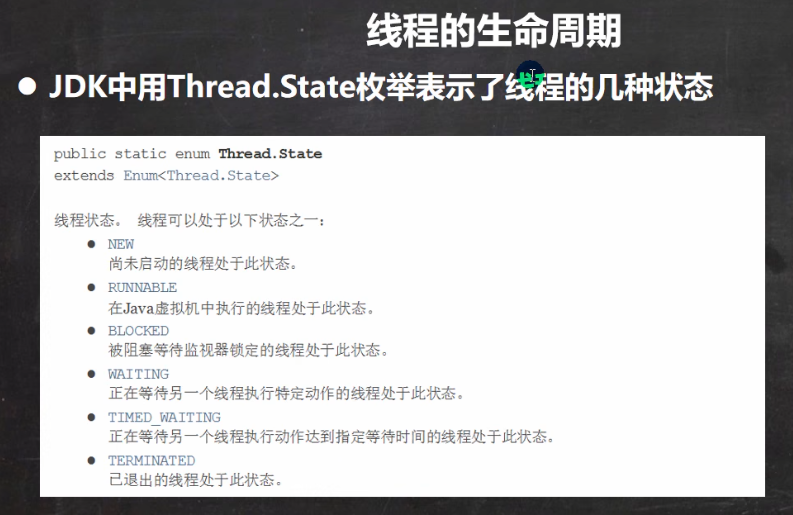 线程的生命周期
● JDK中用Thread.State枚举表示了线程的几种状态
public static enum Thread.State
extends Enum<Thread.State>
线程状态。 线程可以处于以下状态之一：
● NEW
尚未启动的线程处于此状态。
● RUNNABLE
在Java虚拟机中执行的线程处于此状态。
● BLOCKED
被阻塞等待监视器锁定的线程处于此状态。
● WAITING
正在等待另一个线程执行特定动作的线程处于此状态。
● TIMED_WAITING
正在等待另一个线程执行动作达到指定等待时间的线程处于此状态。
● TERMINATED
已退出的线程处于此状态。